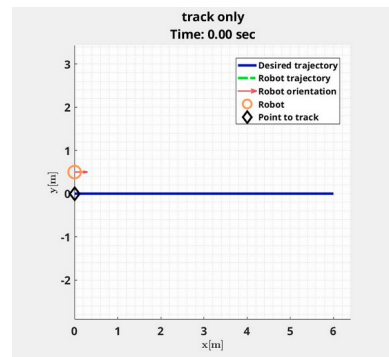 track only
Time: 0.00 sec
3
2
1
0
-1
-2
y[m]
Desired trajectory
Robot trajectory
Robot orientation
Robot
Point to track
0 1 2 3 4 5 6
x[m]